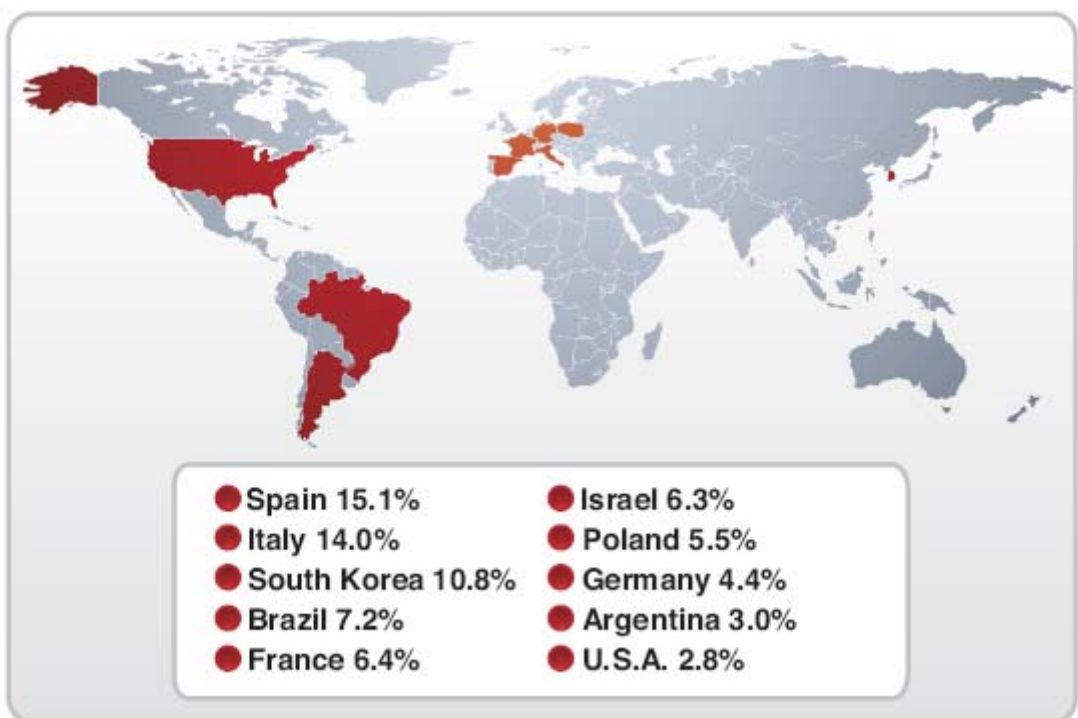 Spain 15.1%
Italy 14.0%
South Korea 10.8%
Brazil 7.2%
France 6.4%
Israel 6.3%
Poland 5.5%
Germany 4.4%
Argentina 3.0%
U.S.A. 2.8%